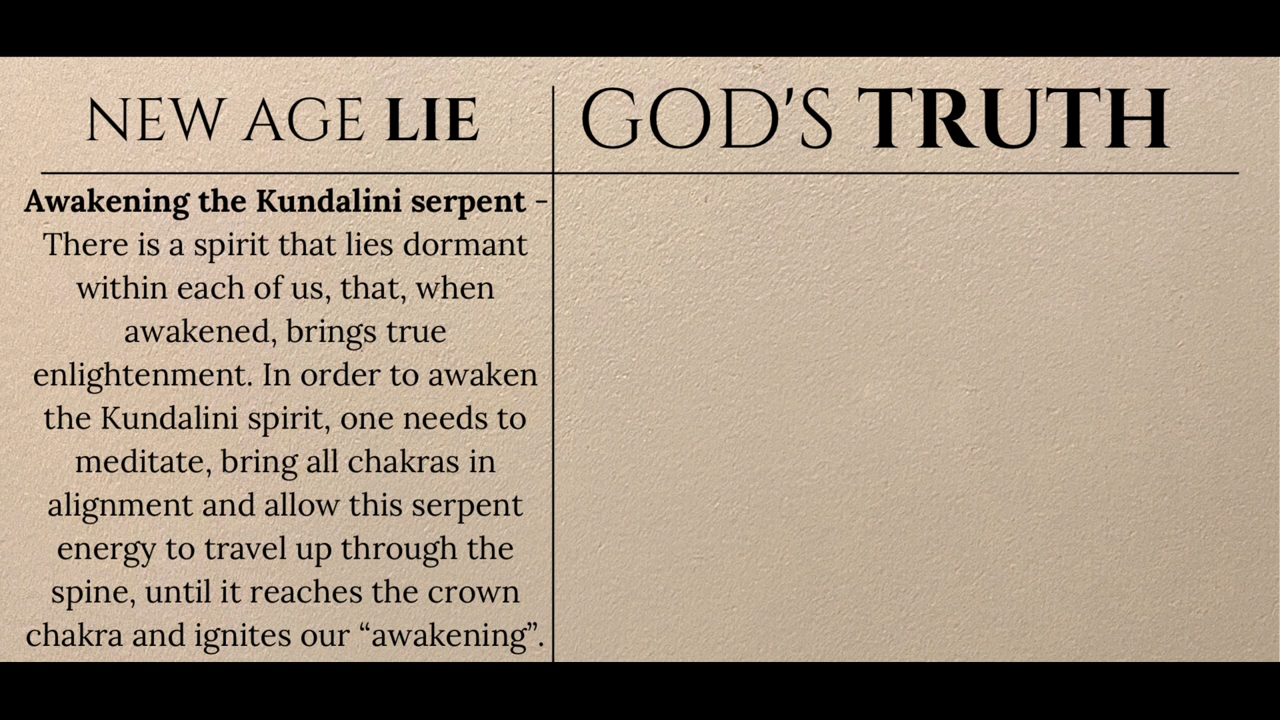 NEW AGE LIE
GOD'S TRUTH
Awakening the Kundalini serpent -
There is a spirit that lies dormant
within each of us, that, when
awakened, brings true
enlightenment. In order to awaken
the Kundalini spirit, one needs to
meditate, bring all chakras in
alignment and allow this serpent
energy to travel up through the
spine, until it reaches the crown
chakra and ignites our “awakening”.